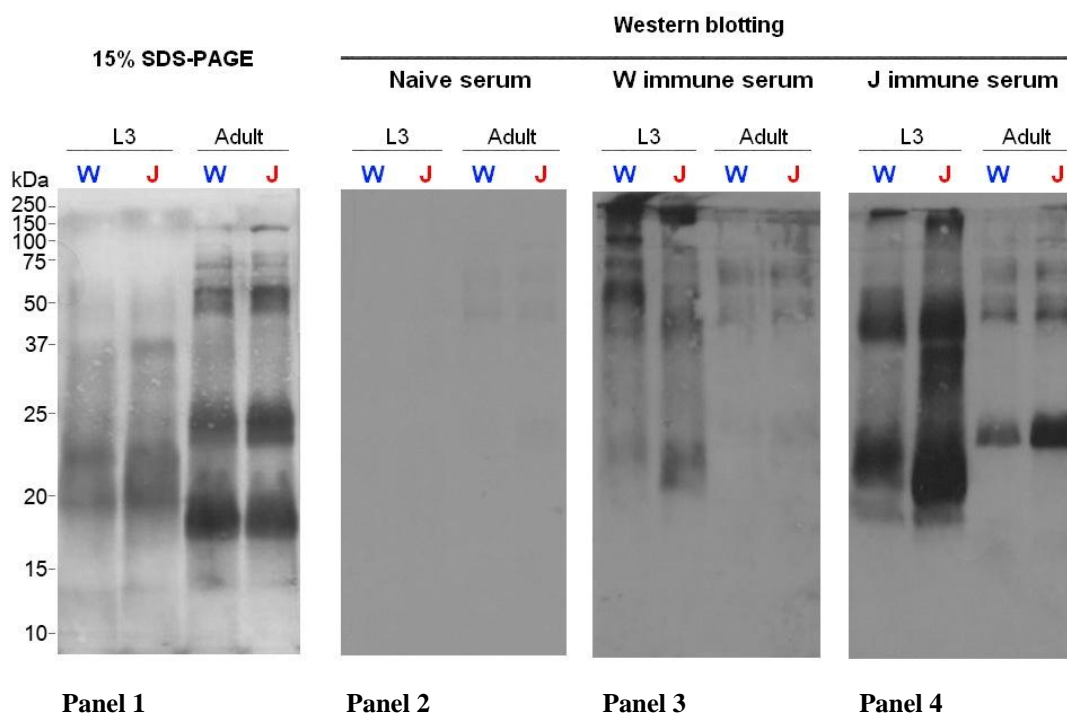 Western blotting
15% SDS-PAGE
Naive serum W immune serum J immune serum
L3 Adult L3 Adult L3 Adult L3 Adult
W J W J W J W J W J W J W J W J
kDa
250
150
100
75
50
37
25
20
15
10
Panel 1 Panel 2 Panel 3 Panel 4